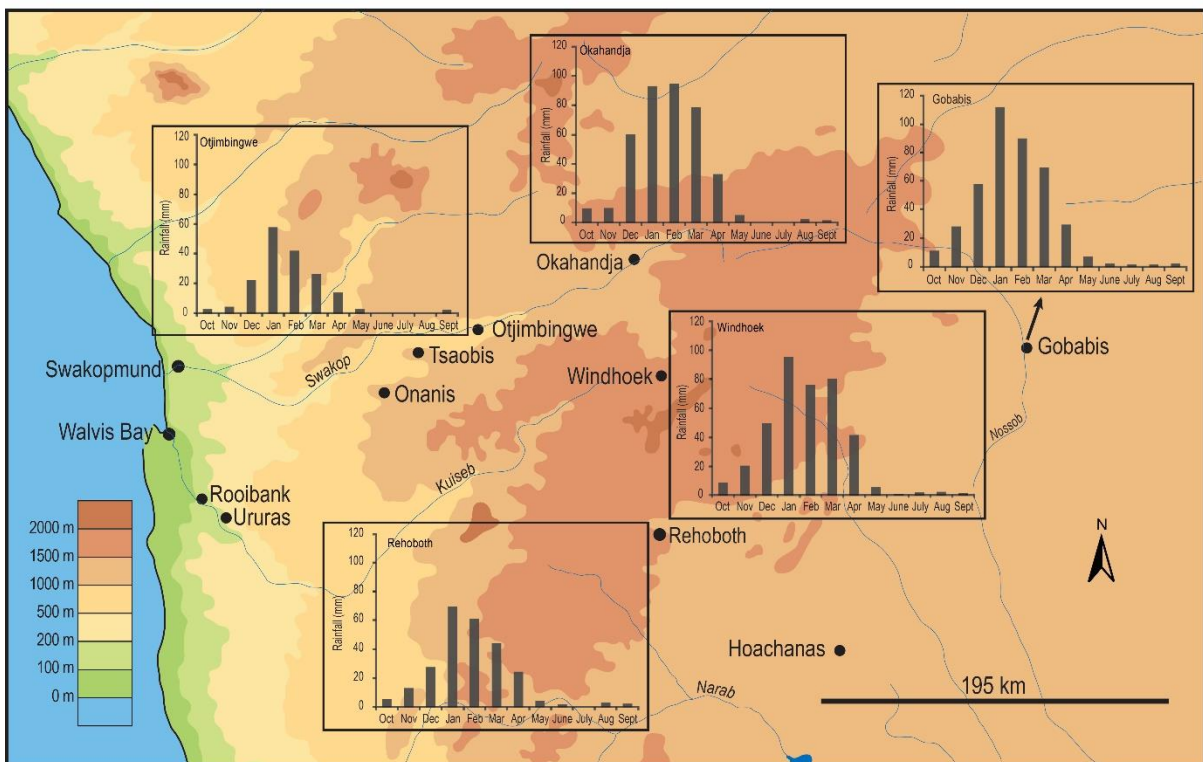 Okahandja
Rainfall (mm)
120
100
80
60
40
20
0
Oct Nov Dec Jan Feb Mar Apr May June July Aug Sept
Gobabis
Rainfall (mm)
120
100
80
60
40
20
0
Oct Nov Dec Jan Feb Mar Apr May June July Aug Sept
Otjimbingwe
Rainfall (mm)
120
100
80
60
40
20
0
Oct Nov Dec Jan Feb Mar Apr May June July Aug Sept
Okahandja
Otjimbingwe
Tsaobis
Swakop
Onanis
Swakopmund
Walvis Bay
Windhoek
Windhoek
Rainfall (mm)
120
100
80
60
40
20
0
Oct Nov Dec Jan Feb Mar Apr May June July Aug Sept
Gobabis
Nossob
Kuiseb
Rooibank
Ururas
2000 m
1500 m
1000 m
500 m
200 m
100 m
0 m
Rehoboth
Rainfall (mm)
120
100
80
60
40
20
0
Oct Nov Dec Jan Feb Mar Apr May June July Aug Sept
Rehoboth
N
Hoachanas
Narab
195 km